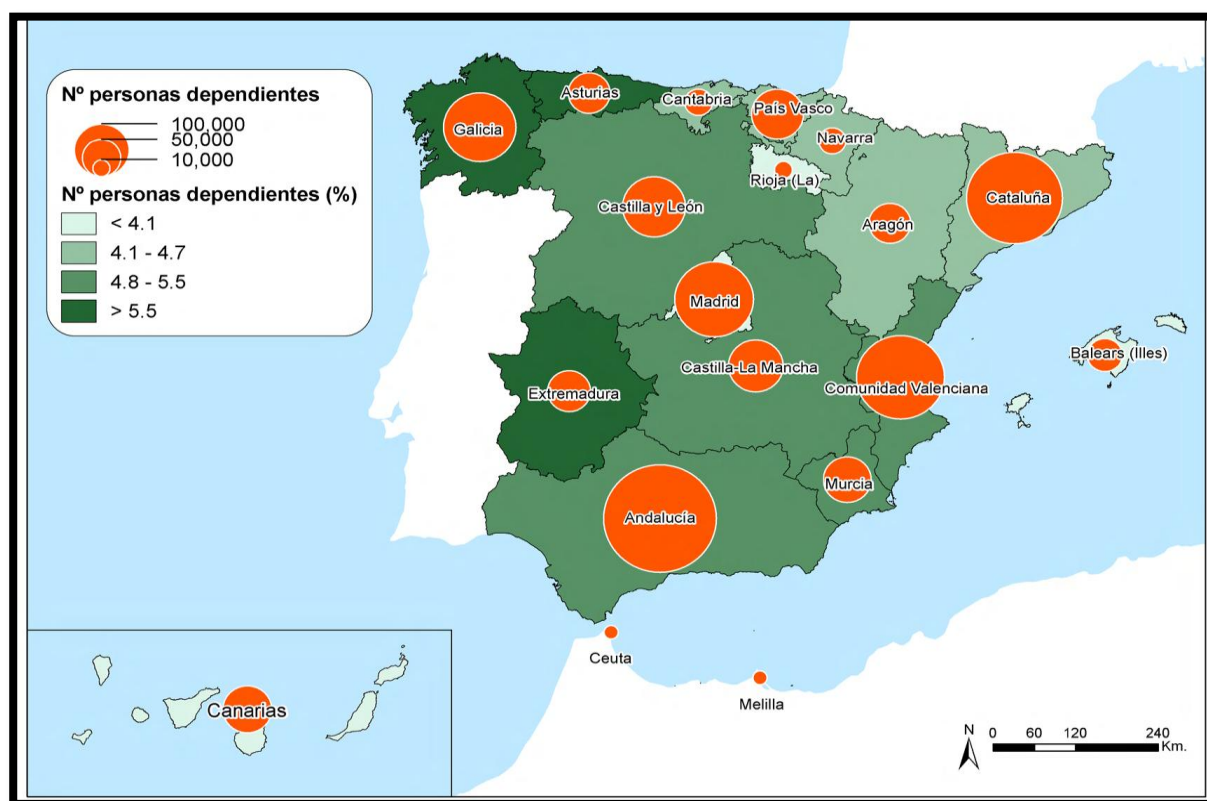 Nº personas dependientes
100,000
50,000
10,000
Nº personas dependientes (%)
< 4.1
4.1 - 4.7
4.8 - 5.5
> 5.5
Asturias
Cantabria
País Vasco
Galicia
Navarra
Rioja (La)
Castilla y León
Cataluña
Aragón
Madrid
Balears (Illes)
Castilla-La Mancha
Comunidad Valenciana
Extremadura
Murcia
Andalucía
Ceuta
Melilla
Canarias
N
0 60 120 240
Km.